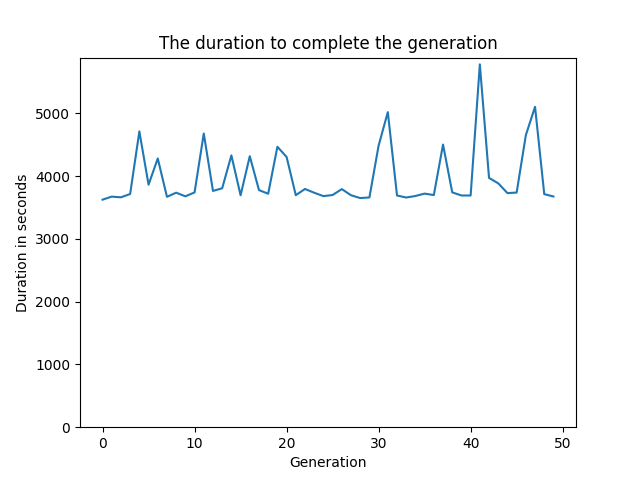 The duration to complete the generation
5000
4000
3000
2000
1000
0
Duration in seconds
0 10 20 30 40 50
Generation